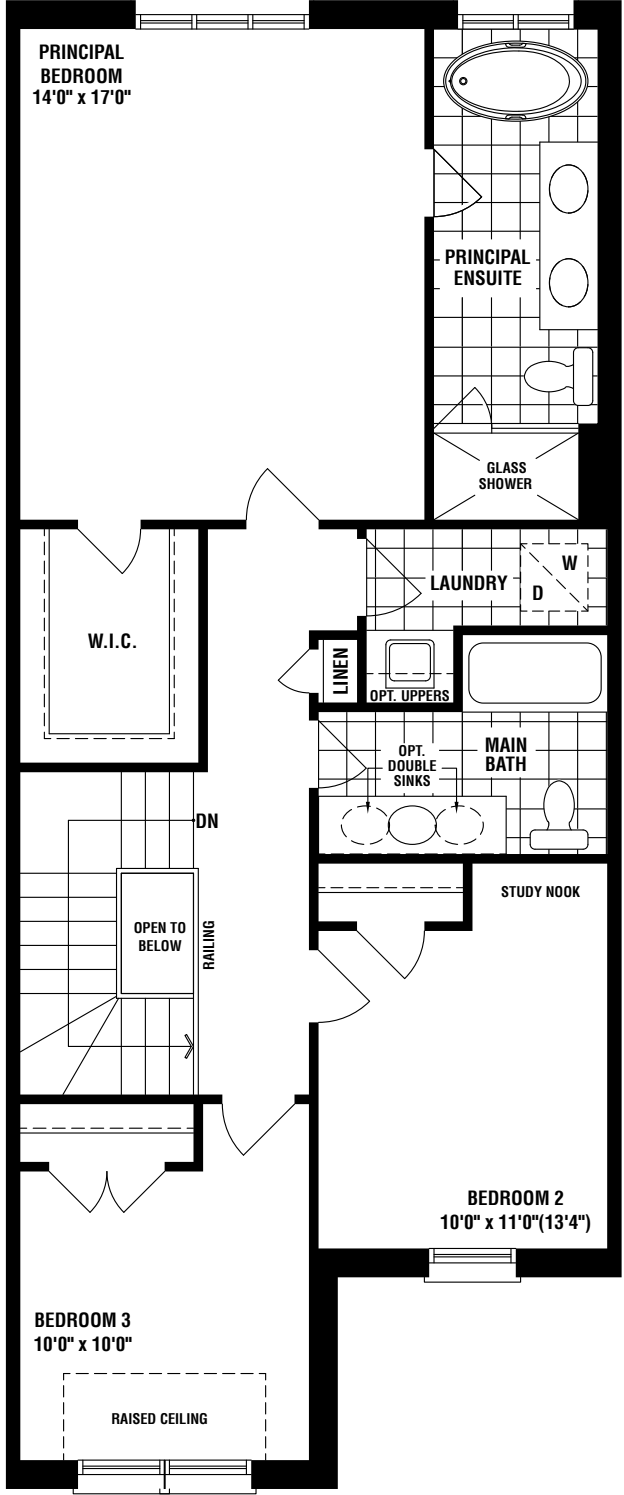 PRINCIPAL
BEDROOM
14'0" x 17'0"
PRINCIPAL
ENSUITE
GLASS
SHOWER
LAUNDRY
W
D
W.I.C.
LINEN
OPT. UPPERS
OPT.
DOUBLE
SINKS
MAIN
BATH
DN
STUDY NOOK
OPEN TO
BELOW
RAILING
BEDROOM 2
10'0" x 11'0"(13'4")
BEDROOM 3
10'0" x 10'0"
RAISED CEILING